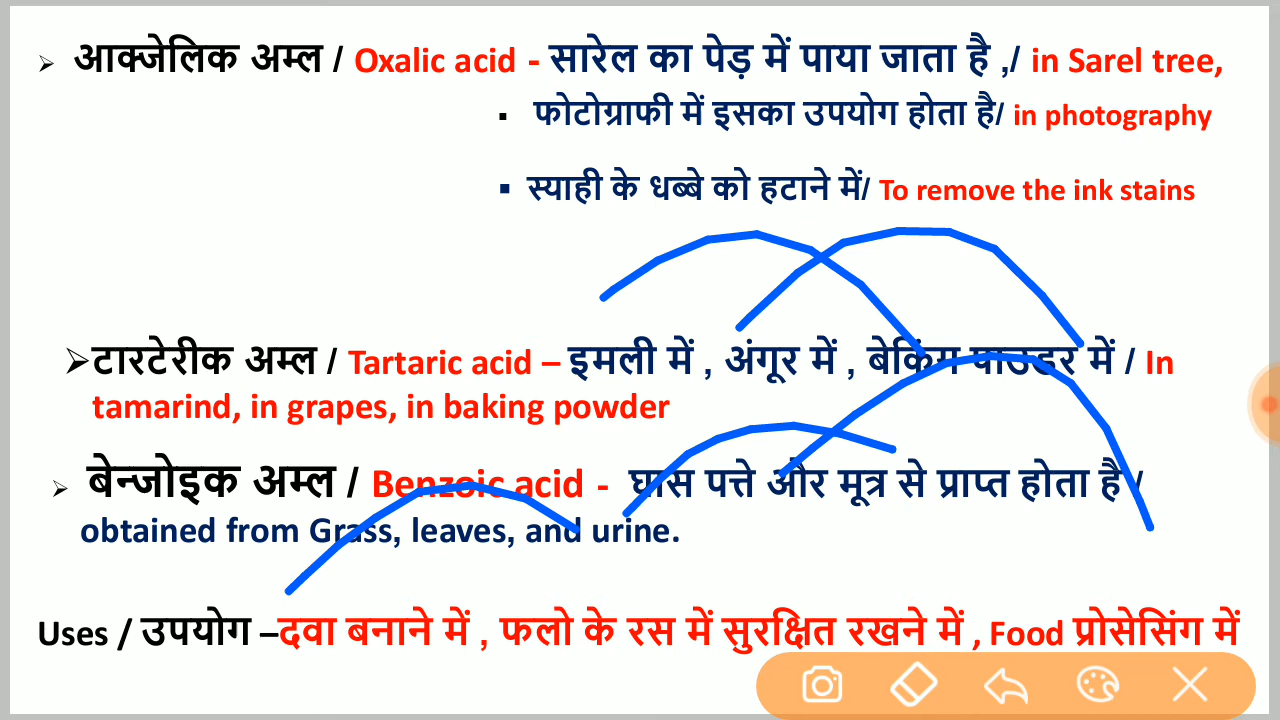 ➢ आक्जेलिक अम्ल / Oxalic acid - सारेल का पेड़ में पाया जाता है ,/ in Sarel tree,
▪ फोटोग्राफी में इसका उपयोग होता है/ in photography
▪ स्याही के धब्बे को हटाने में/ To remove the ink stains
➢टारटेरीक अम्ल / Tartaric acid – इमली में , अंगूर में , बेकिंग पाउडर में / In
tamarind, in grapes, in baking powder
➢ बेन्जोइक अम्ल / Benzoic acid - घास पत्ते और मूत्र से प्राप्त होता है /
obtained from Grass, leaves, and urine.
Uses / उपयोग –दवा बनाने में , फलो के रस में सुरक्षित रखने में , Food प्रोसेसिंग में